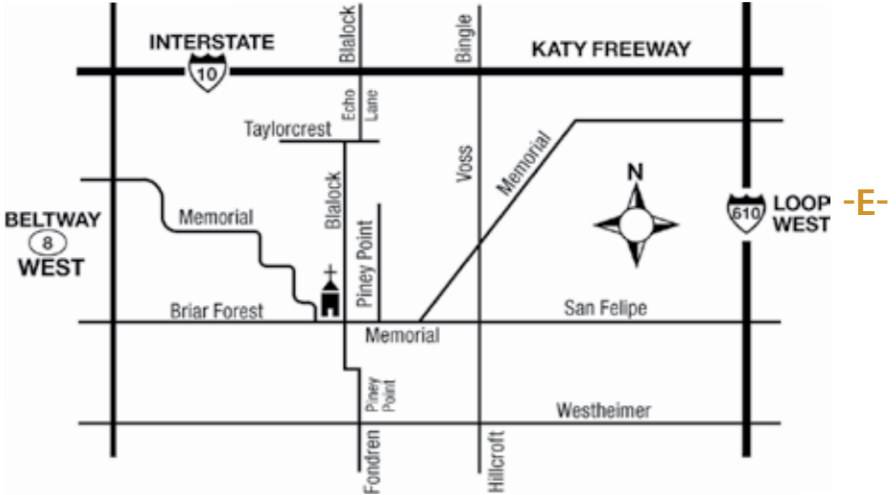 INTERSTATE
10
Blalock
Bingle
KATY FREEWAY
Echo
Lane
Taylorcrest
Voss
Memorial
N
Memorial
Blalock
Piney Point
BELTWAY
8
WEST
610
LOOP
WEST
-E-
Briar Forest
San Felipe
Memorial
Piney
Point
Westheimer
Fondren
Hillcroft